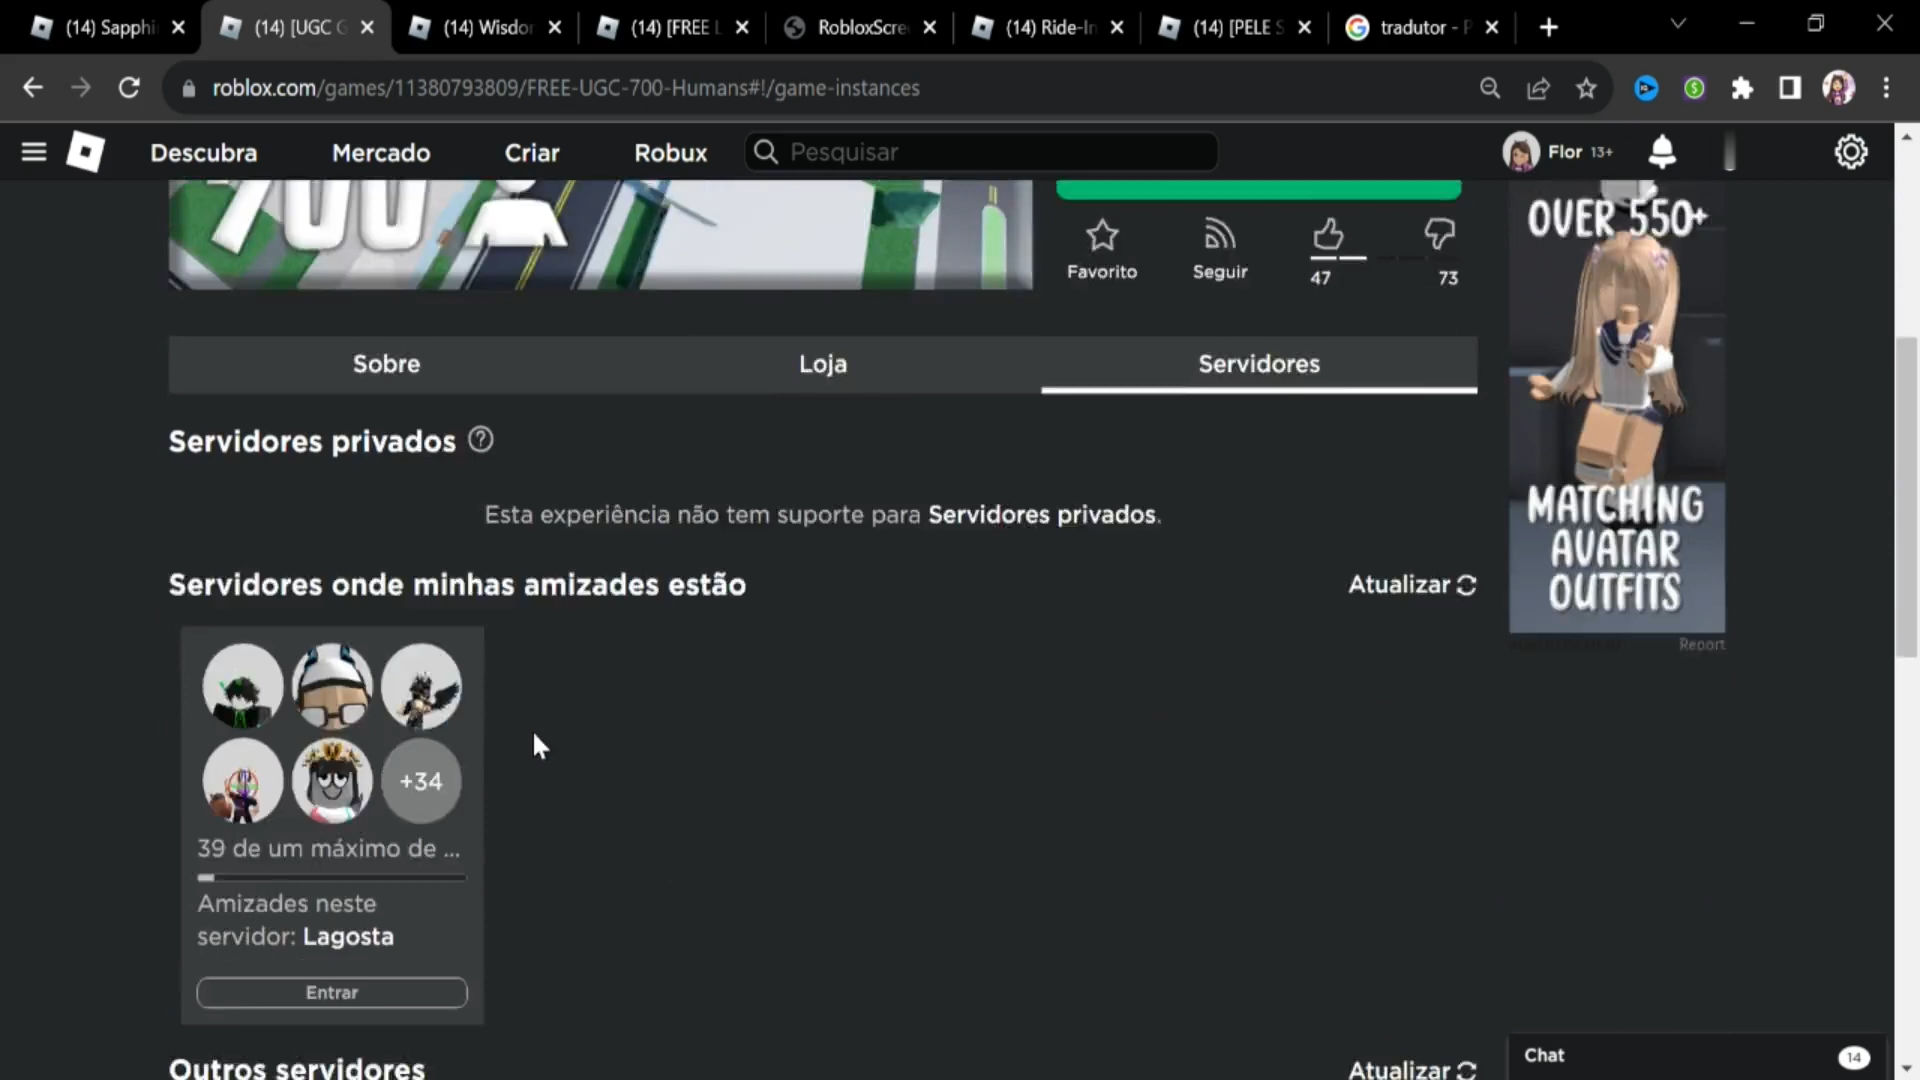 (14) Sapphi
(14) [UGC G
(14) Wisdor
(14) [FREE L
RobloxScre
(14) Ride-In
(14) [PELE S
tradutor - P
roblox.com/games/11380793809/FREE-UGC-700-Humans#!/game-instances
Descubra
Mercado
Criar
Robux
Pesquisar
Flor 13+
700
Favorito
Seguir
47
73
OVER 550+
Sobre
Loja
Servidores
Servidores privados
Esta experiência não tem suporte para Servidores privados.
MATCHING
AVATAR
OUTFITS
Servidores onde minhas amizades estão
Atualizar
Report
+34
39 de um máximo de ...
Amizades neste
servidor: Lagosta
Entrar
Outros servidores
Atualizar
Chat
14